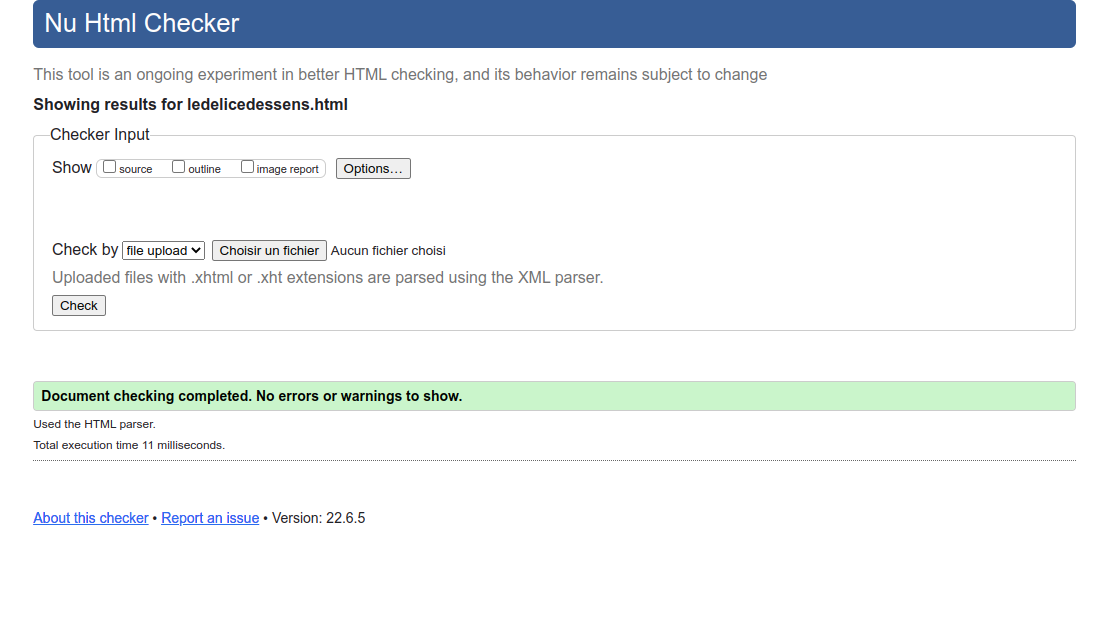 Nu Html Checker
This tool is an ongoing experiment in better HTML checking, and its behavior remains subject to change
Showing results for ledelicedessens.html
Checker Input
Show source outline image report Options...
Check by file upload Choisir un fichier Aucun fichier choisi
Uploaded files with .xhtml or .xht extensions are parsed using the XML parser.
Check
Document checking completed. No errors or warnings to show.
Used the HTML parser.
Total execution time 11 milliseconds.
About this checker • Report an issue • Version: 22.6.5